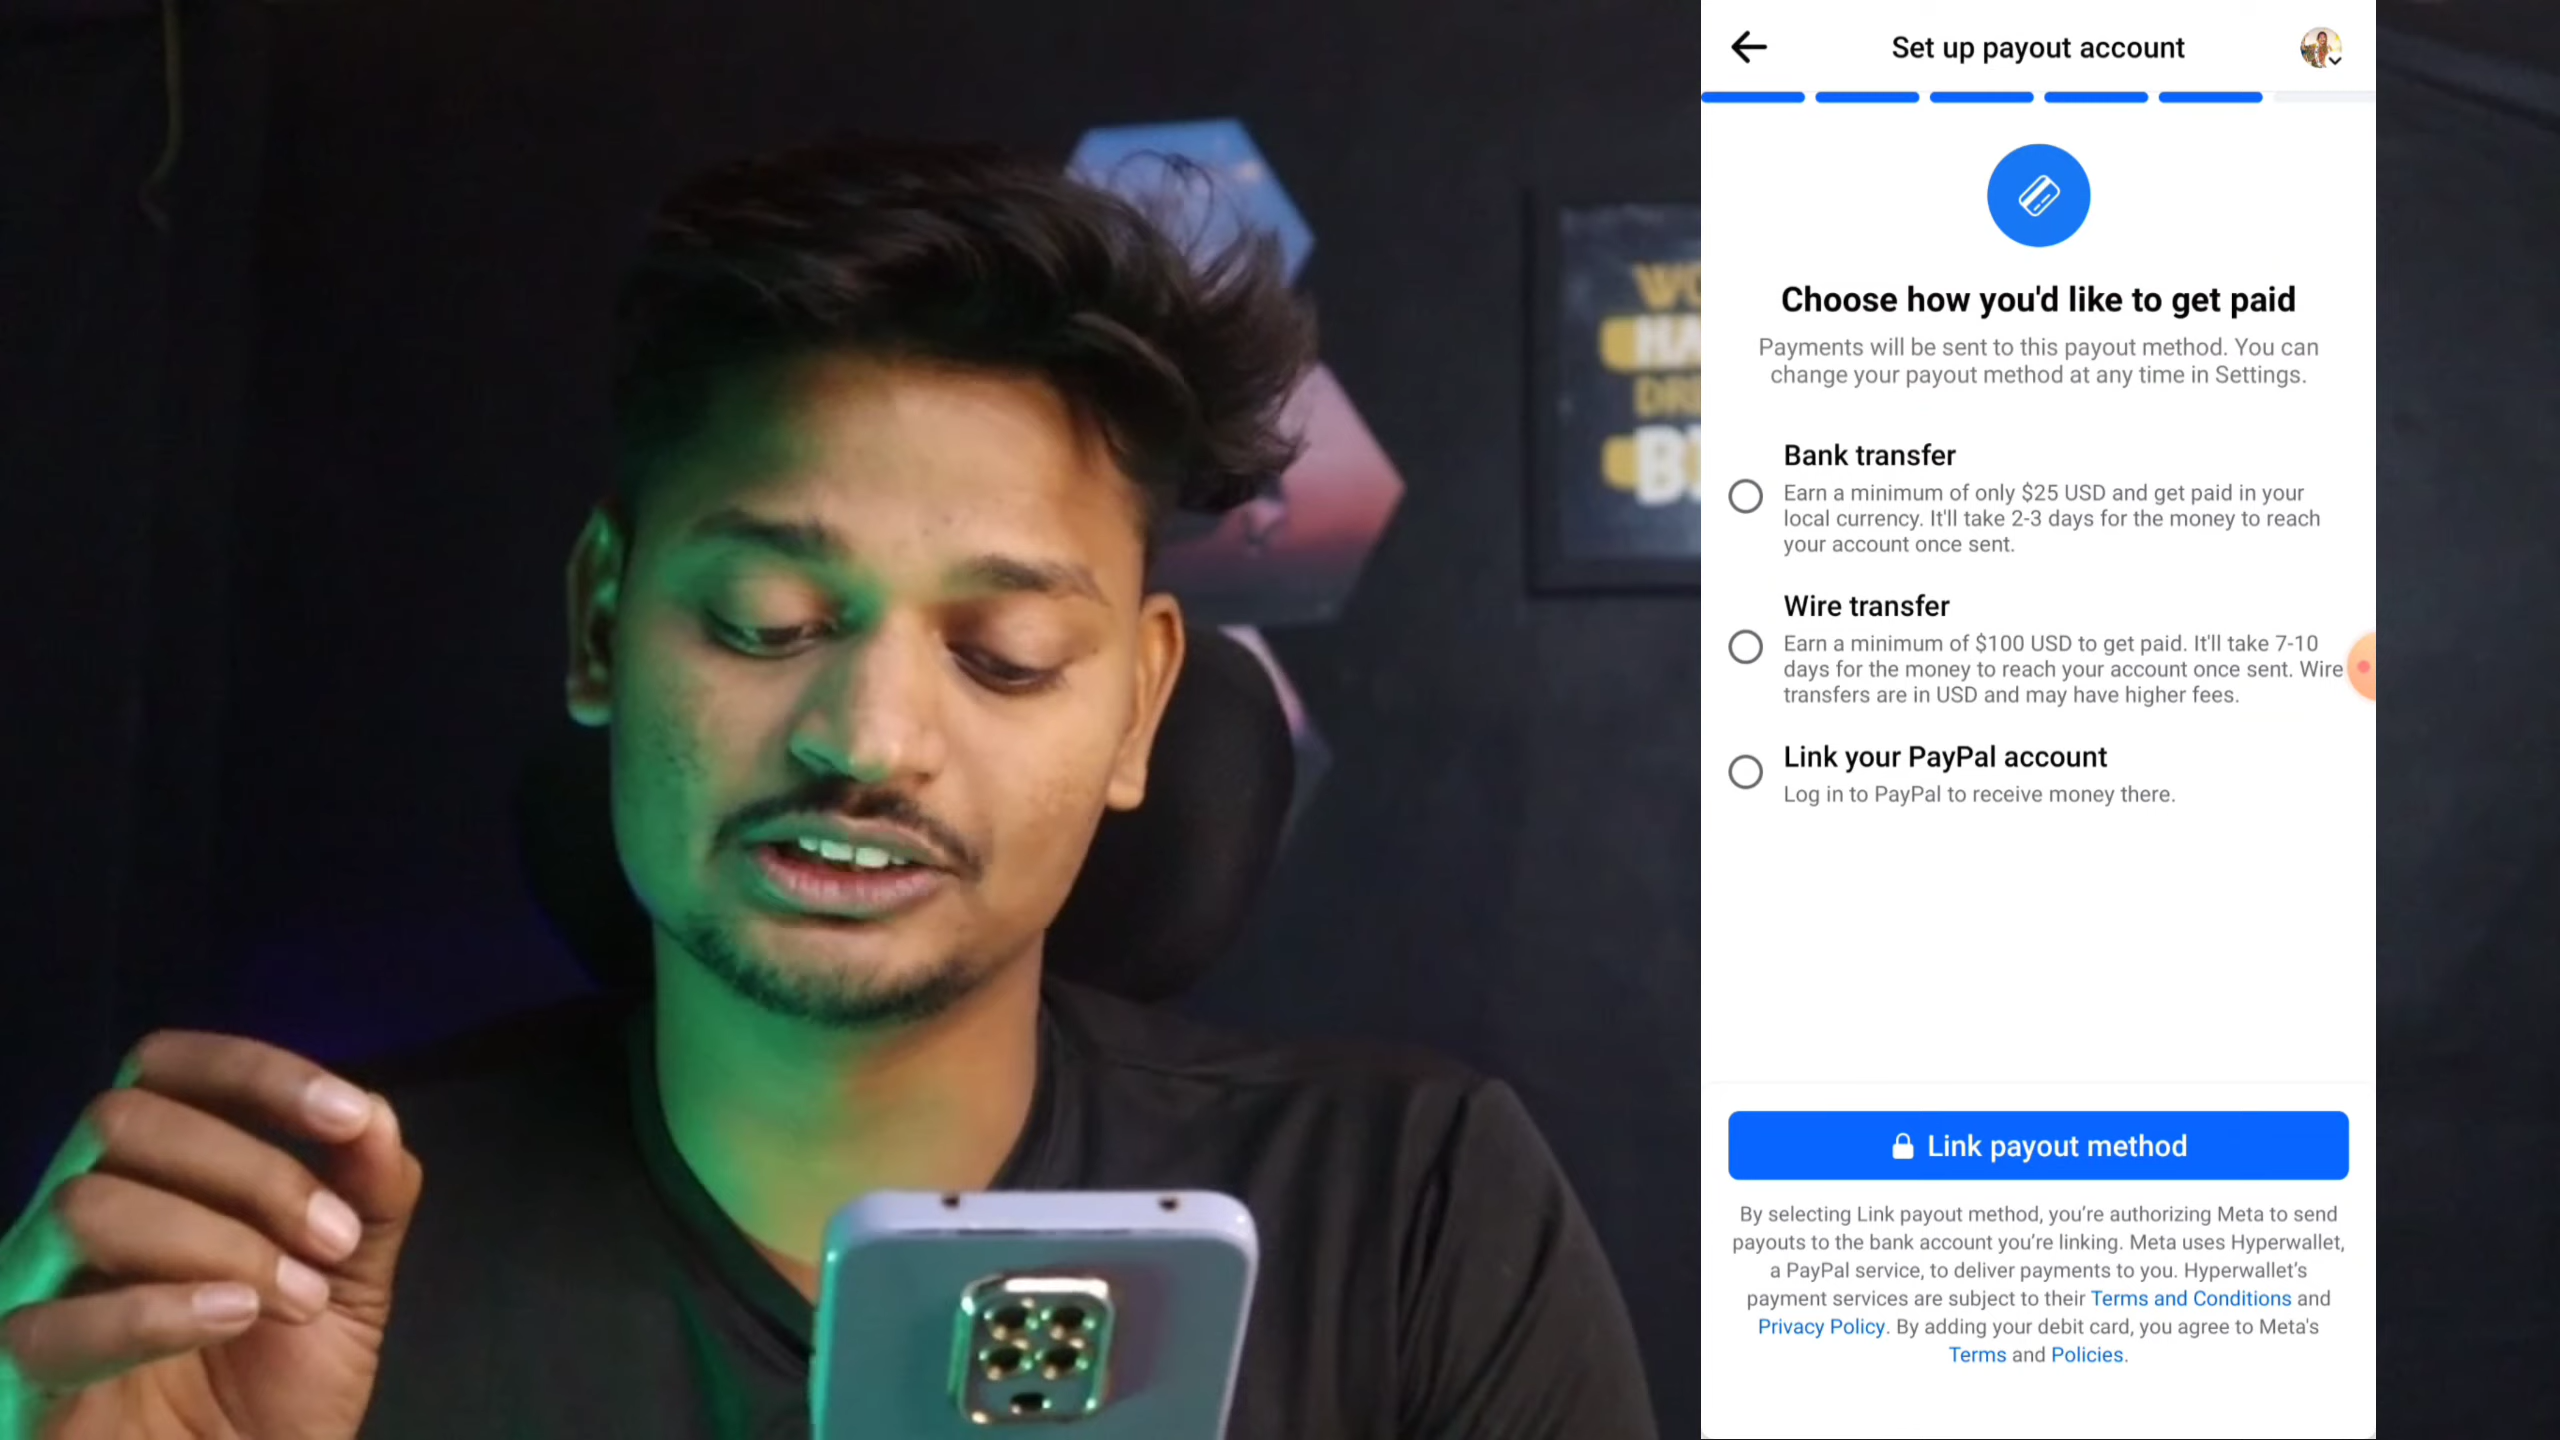 Set up payout account
Choose how you'd like to get paid
Payments will be sent to this payout method. You can
change your payout method at any time in Settings.
Bank transfer
Earn a minimum of only $25 USD and get paid in your
local currency. It'll take 2-3 days for the money to reach
your account once sent.
Wire transfer
Earn a minimum of $100 USD to get paid. It'll take 7-10
days for the money to reach your account once sent. Wire
transfers are in USD and may have higher fees.
Link your PayPal account
Log in to PayPal to receive money there.
Link payout method
By selecting Link payout method, you’re authorizing Meta to send
payouts to the bank account you’re linking. Meta uses Hyperwallet,
a PayPal service, to deliver payments to you. Hyperwallet’s
payment services are subject to their Terms and Conditions and
Privacy Policy. By adding your debit card, you agree to Meta's
Terms and Policies.